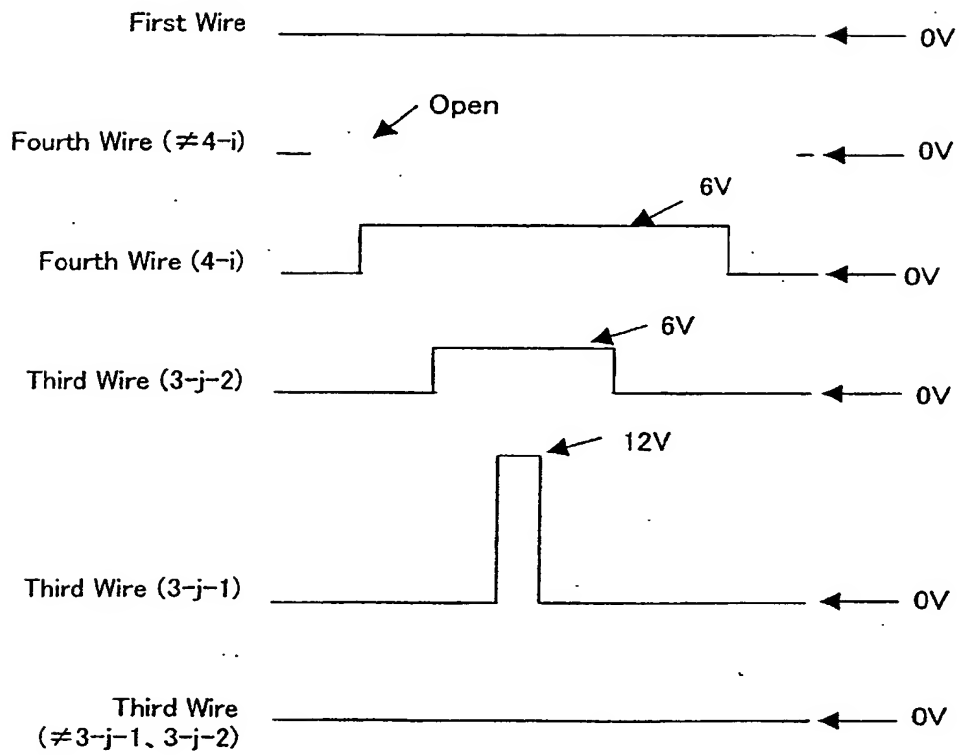 First Wire
0V
Open
Fourth Wire (≠4-i)
0V
6V
Fourth Wire (4-i)
0V
6V
Third Wire (3-j-2)
0V
12V
Third Wire (3-j-1)
0V
Third Wire
(≠3-j-1、3-j-2)
0V